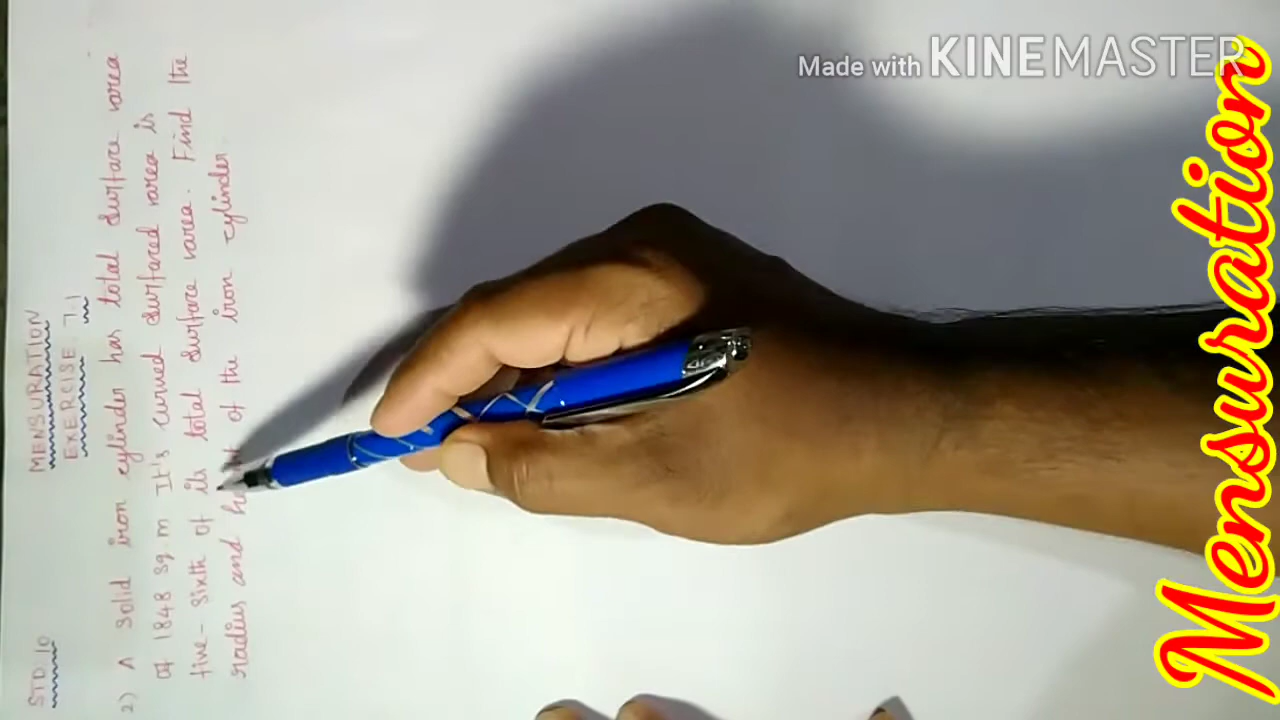 STD 10
MENSURATION
EXERCISE 7.1
2) A solid iron cylinder has total surface area
of 1848 sq m It's curved surfared area is
five-sixth of its total surface area. Find the
radius and of the iron cylinder
Made with KINEMASTER
Mensuration